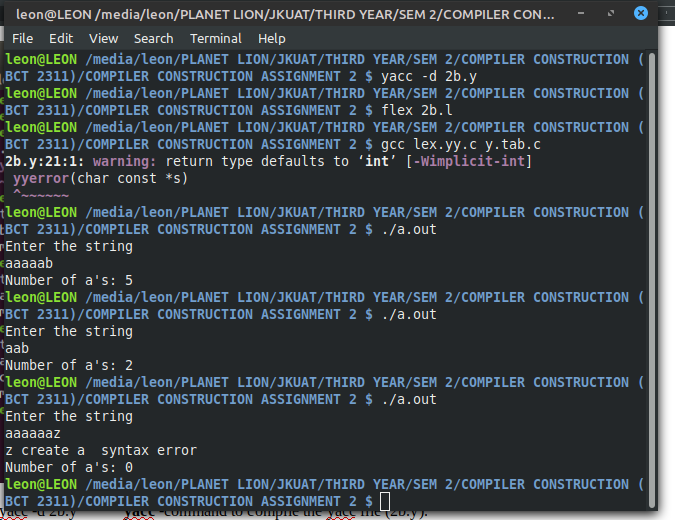 leon@LEON /media/leon/PLANET LION/JKUAT/THIRD YEAR/SEM 2/COMPILER CON...
File Edit View Search Terminal Help
leon@LEON /media/leon/PLANET LION/JKUAT/THIRD YEAR/SEM 2/COMPILER CONSTRUCTION (
BCT 2311)/COMPILER CONSTRUCTION ASSIGNMENT 2 $ yacc -d 2b.y
leon@LEON /media/leon/PLANET LION/JKUAT/THIRD YEAR/SEM 2/COMPILER CONSTRUCTION (
BCT 2311)/COMPILER CONSTRUCTION ASSIGNMENT 2 $ flex 2b.l
leon@LEON /media/leon/PLANET LION/JKUAT/THIRD YEAR/SEM 2/COMPILER CONSTRUCTION (
BCT 2311)/COMPILER CONSTRUCTION ASSIGNMENT 2 $ gcc lex.yy.c y.tab.c
2b.y:21:1: warning: return type defaults to ‘int’ [-Wimplicit-int]
yyerror(char const *s)
^~~~~~~
leon@LEON /media/leon/PLANET LION/JKUAT/THIRD YEAR/SEM 2/COMPILER CONSTRUCTION (
BCT 2311)/COMPILER CONSTRUCTION ASSIGNMENT 2 $ ./a.out
Enter the string
aaaaab
Number of a's: 5
leon@LEON /media/leon/PLANET LION/JKUAT/THIRD YEAR/SEM 2/COMPILER CONSTRUCTION (
BCT 2311)/COMPILER CONSTRUCTION ASSIGNMENT 2 $ ./a.out
Enter the string
aab
Number of a's: 2
leon@LEON /media/leon/PLANET LION/JKUAT/THIRD YEAR/SEM 2/COMPILER CONSTRUCTION (
BCT 2311)/COMPILER CONSTRUCTION ASSIGNMENT 2 $ ./a.out
Enter the string
aaaaaaz
z create a  syntax error
Number of a's: 0
leon@LEON /media/leon/PLANET LION/JKUAT/THIRD YEAR/SEM 2/COMPILER CONSTRUCTION (
BCT 2311)/COMPILER CONSTRUCTION ASSIGNMENT 2 $
yacc -d 2b.y yacc -command to compile the yacc file (2b.y).